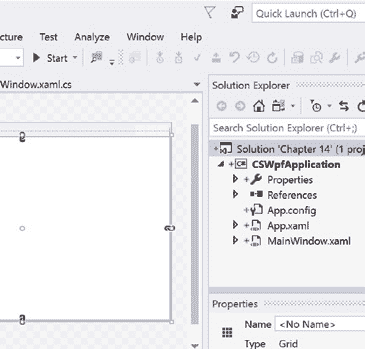 Quick Launch (Ctrl+Q)
cture Test Analyze Window Help
Start
Window.xaml.cs
Solution Explorer
Search Solution Explorer (Ctrl+;)
Solution 'Chapter 14' (1 proj
CSWpfApplication
Properties
References
App.config
App.xaml
MainWindow.xaml
Properties
Name <No Name>
Type Grid